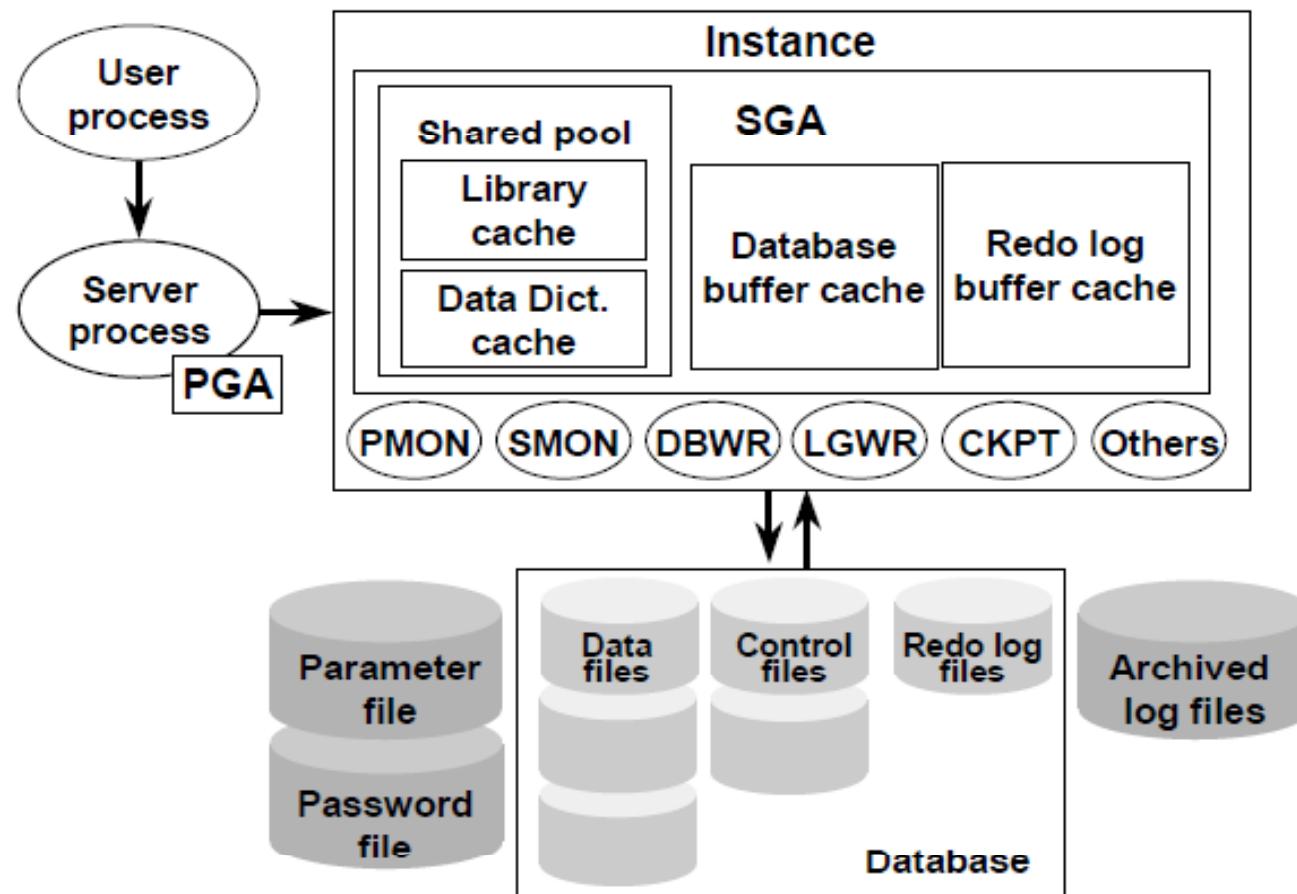 Instance
User
process
SGA
Shared pool
Library
cache
Data Dict.
cache
Database
buffer cache
Redo log
buffer cache
Server
process
PGA
PMON
SMON
DBWR
LGWR
CKPT
Others
Parameter
file
Password
file
Data
files
Control
files
Redo log
files
Archived
log files
Database